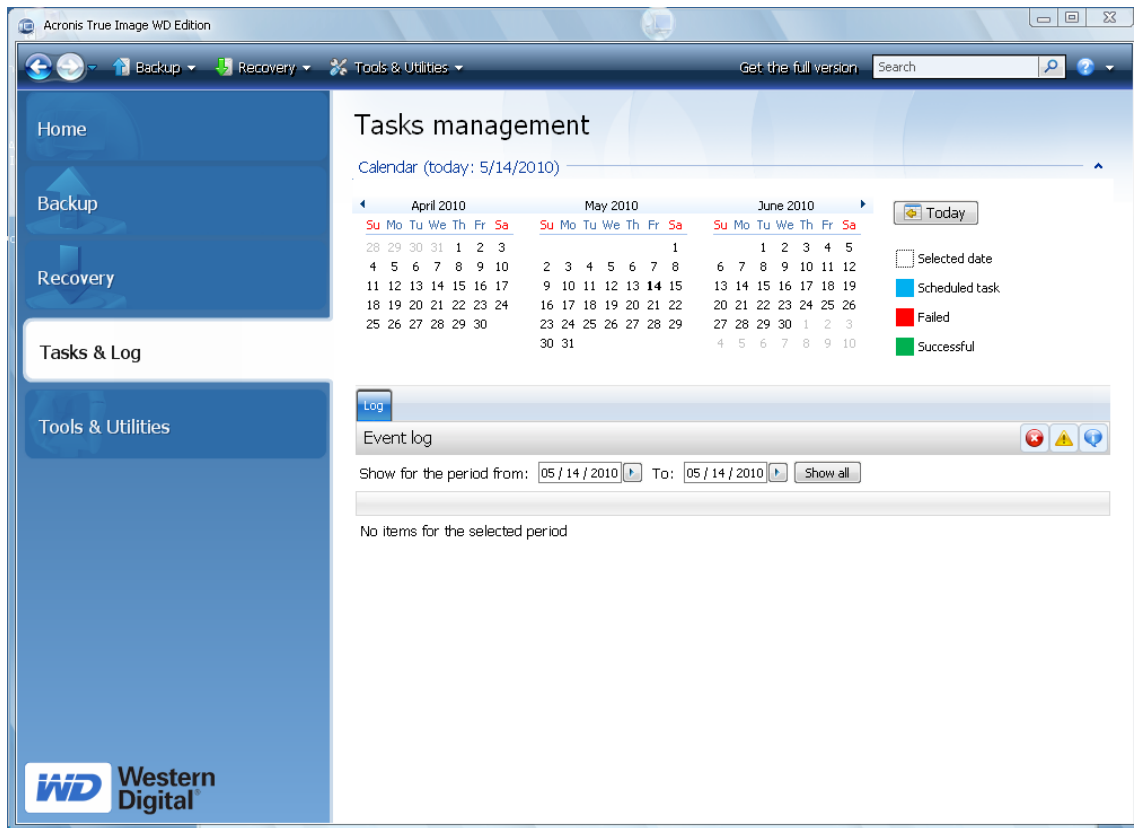 Acronis True Image WD Edition
Backup Recovery Tools & Utilities Get the full version Search
Home
Backup
Recovery
Tasks & Log
Tools & Utilities
Tasks management
Calendar (today: 5/14/2010)
April 2010
Su Mo Tu We Th Fr Sa
28 29 30 31 1 2 3
4 5 6 7 8 9 10
11 12 13 14 15 16 17
18 19 20 21 22 23 24
25 26 27 28 29 30
May 2010
Su Mo Tu We Th Fr Sa
1
2 3 4 5 6 7 8
9 10 11 12 13 14 15
16 17 18 19 20 21 22
23 24 25 26 27 28 29
30 31
June 2010
Su Mo Tu We Th Fr Sa
1 2 3 4 5
6 7 8 9 10 11 12
13 14 15 16 17 18 19
20 21 22 23 24 25 26
27 28 29 30 1 2 3
4 5 6 7 8 9 10
Today
Selected date
Scheduled task
Failed
Successful
Log
Event log
Show for the period from: 05 / 14 / 2010 To: 05 / 14 / 2010 Show all
No items for the selected period
WD Western
Digital®